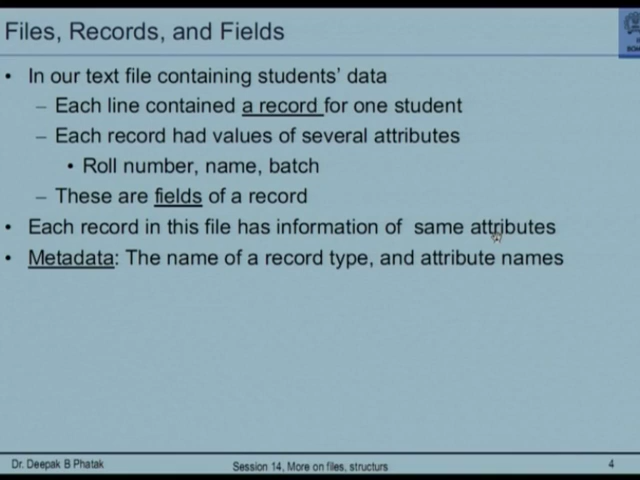 Files, Records, and Fields
• In our text file containing students' data
– Each line contained a record for one student
– Each record had values of several attributes
• Roll number, name, batch
– These are fields of a record
• Each record in this file has information of same attributes
• Metadata: The name of a record type, and attribute names
Dr. Deepak B Phatak
Session 14, More on files, structurs
4